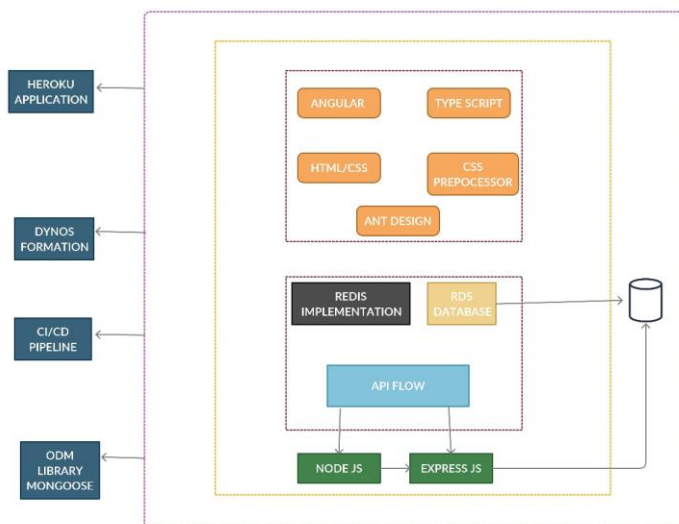 HEROKU
APPLICATION
DYNOS
FORMATION
CI/CD
PIPELINE
ODM
LIBRARY
MONGOOSE
ANGULAR
TYPE SCRIPT
HTML/CSS
CSS
PREPOCESSOR
ANT DESIGN
REDIS
IMPLEMENTATION
RDS
DATABASE
API FLOW
NODE JS
EXPRESS JS